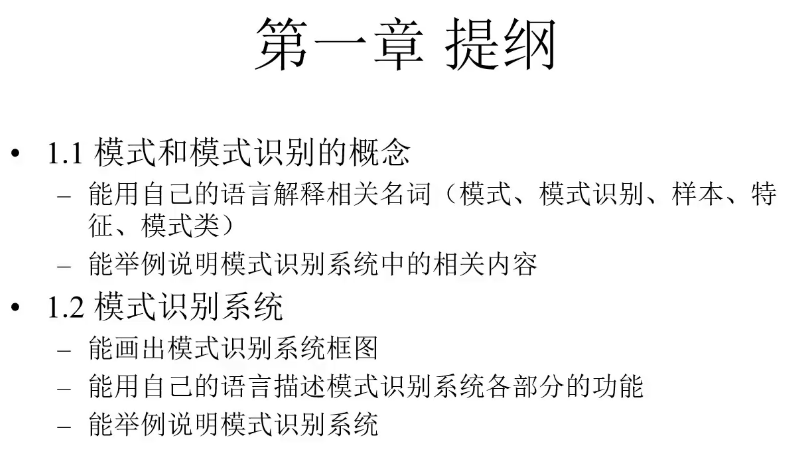 第一章 提纲
• 1.1 模式和模式识别的概念
– 能用自己的语言解释相关名词（模式、模式识别、样本、特
征、模式类）
– 能举例说明模式识别系统中的相关内容
• 1.2 模式识别系统
– 能画出模式识别系统框图
– 能用自己的语言描述模式识别系统各部分的功能
– 能举例说明模式识别系统